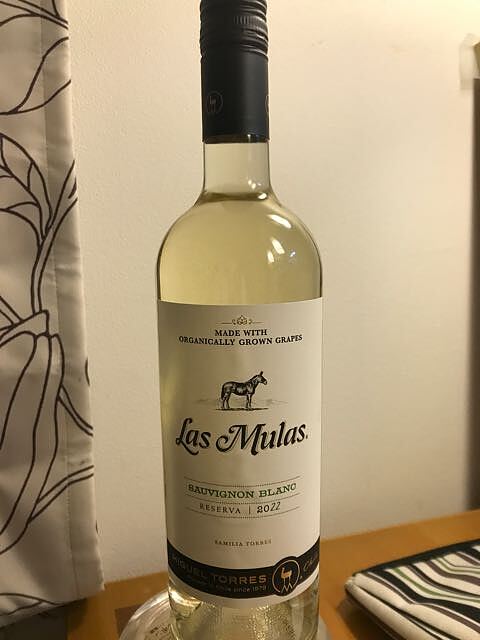 MADE WITH
ORGANICALLY GROWN GRAPES
Las Mulas
SAUVIGNON BLANC
RESERVA | 2022
FAMILIA TORRES
MIGUEL TORRES